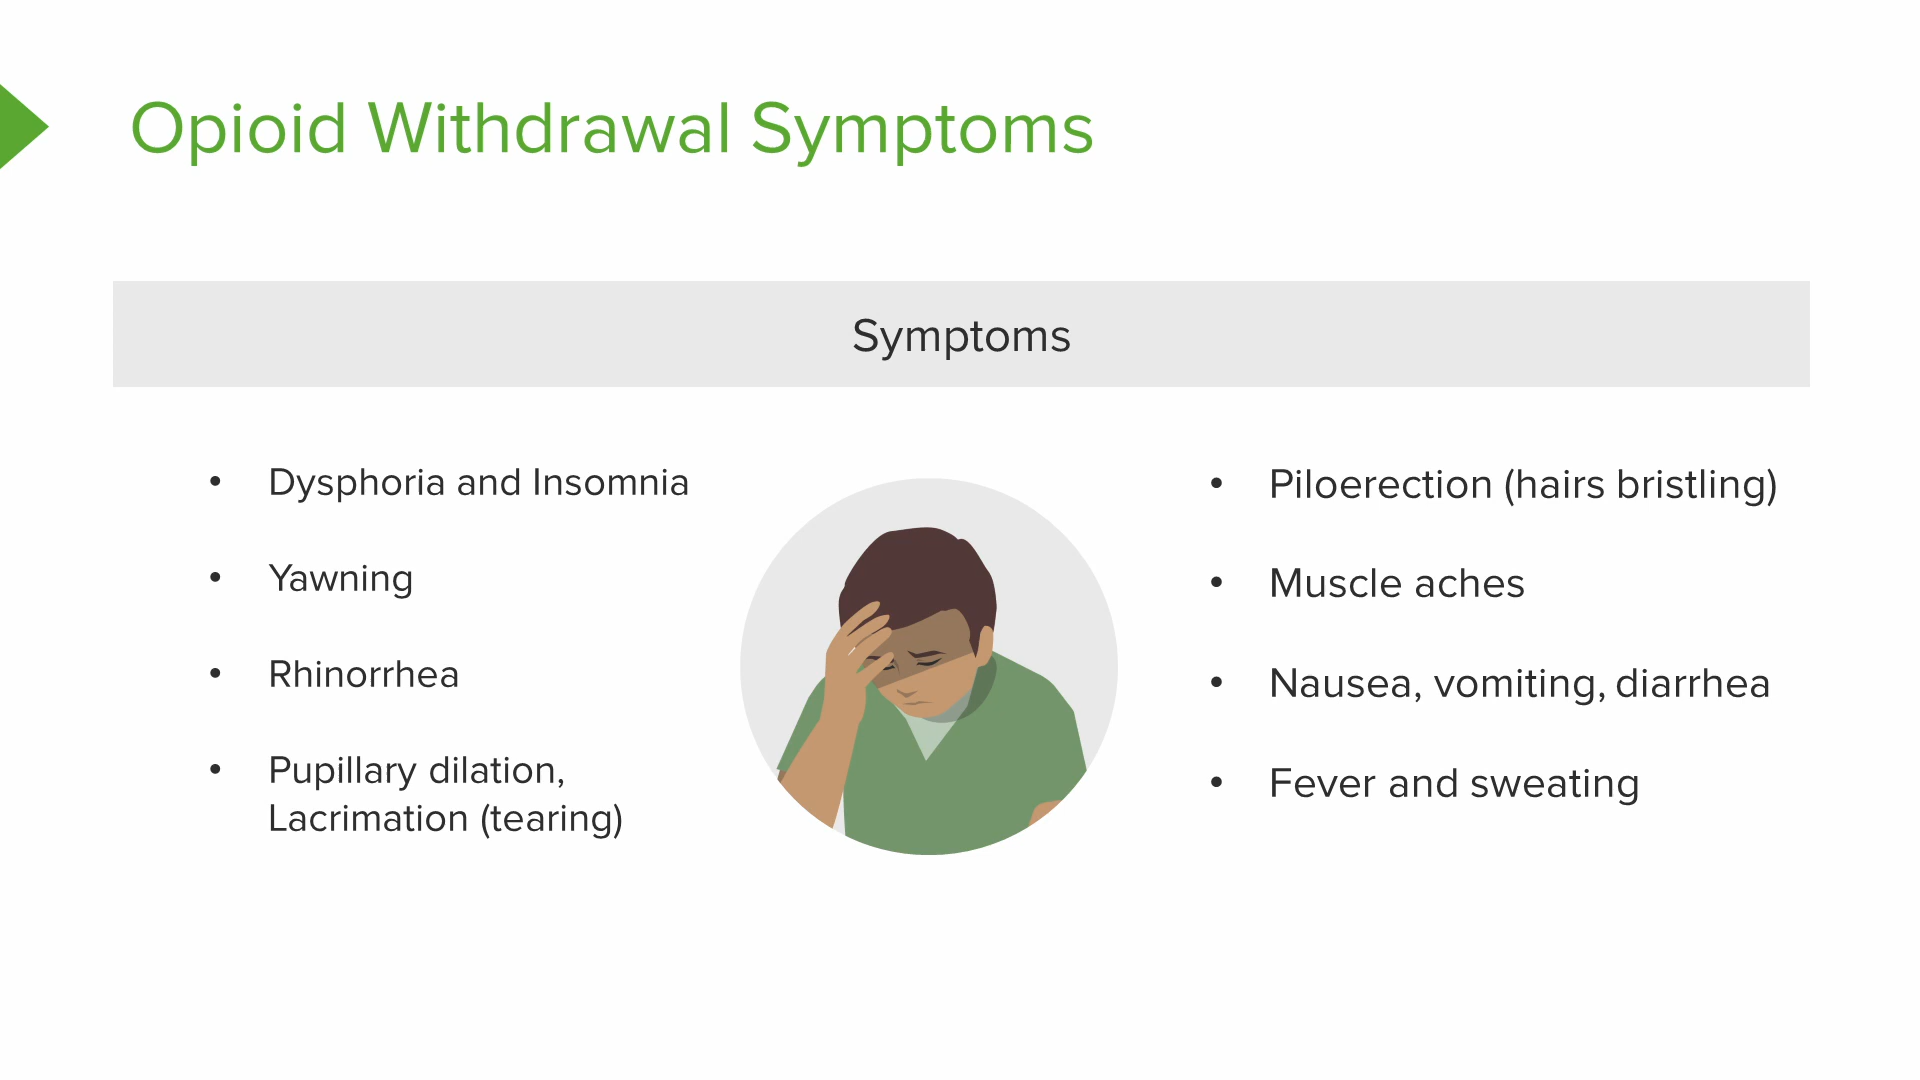 Opioid Withdrawal Symptoms
Symptoms
• Dysphoria and Insomnia
• Yawning
• Rhinorrhea
• Pupillary dilation,
Lacrimation (tearing)
• Piloerection (hairs bristling)
• Muscle aches
• Nausea, vomiting, diarrhea
• Fever and sweating